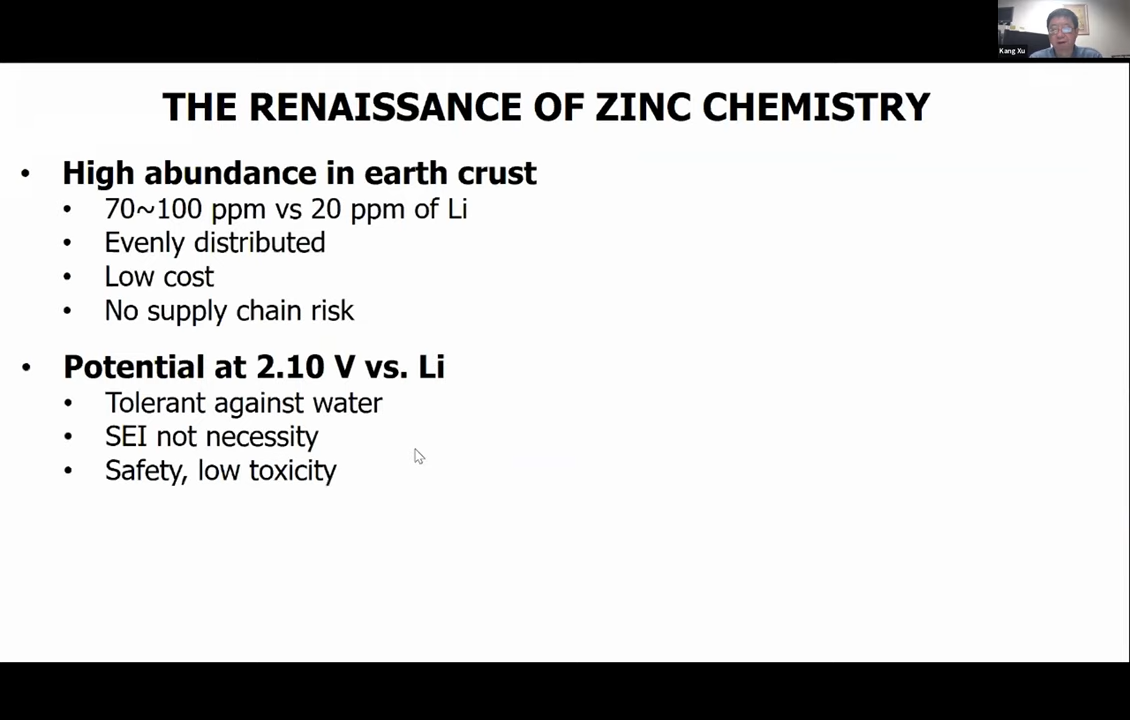 Kang Xu
THE RENAISSANCE OF ZINC CHEMISTRY
• High abundance in earth crust
• 70~100 ppm vs 20 ppm of Li
• Evenly distributed
• Low cost
• No supply chain risk
• Potential at 2.10 V vs. Li
• Tolerant against water
• SEI not necessity
• Safety, low toxicity